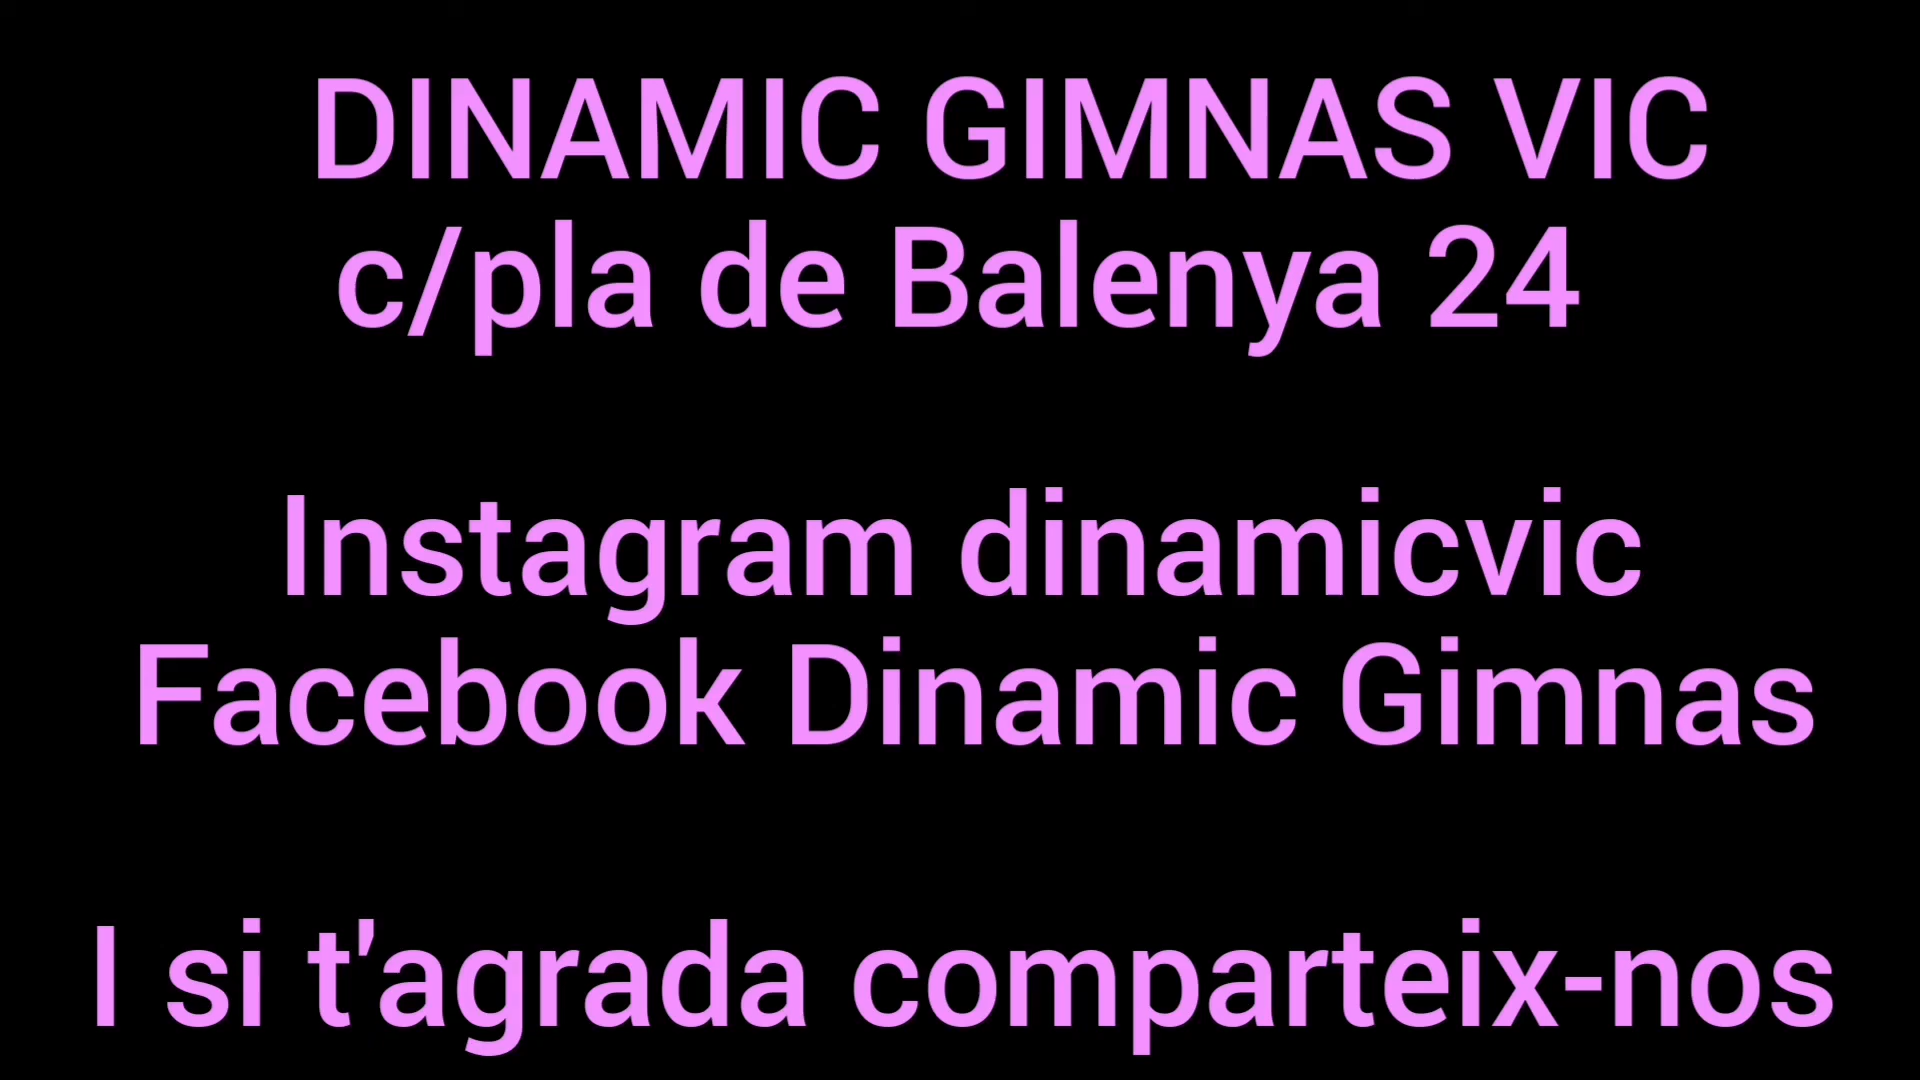 DINAMIC GIMNAS VIC
c/pla de Balenya 24
Instagram dinamicvic
Facebook Dinamic Gimnas
I si t'agrada comparteix-nos